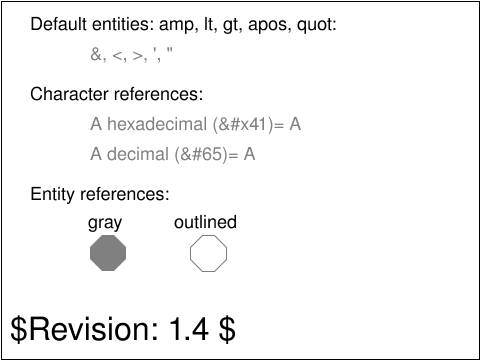 Default entities: amp, lt, gt, apos, quot:
&, <, >, ', "
Character references:
A hexadecimal (&#x41)= A
A decimal (&#65)= A
Entity references:
gray outlined
$Revision: 1.4 $